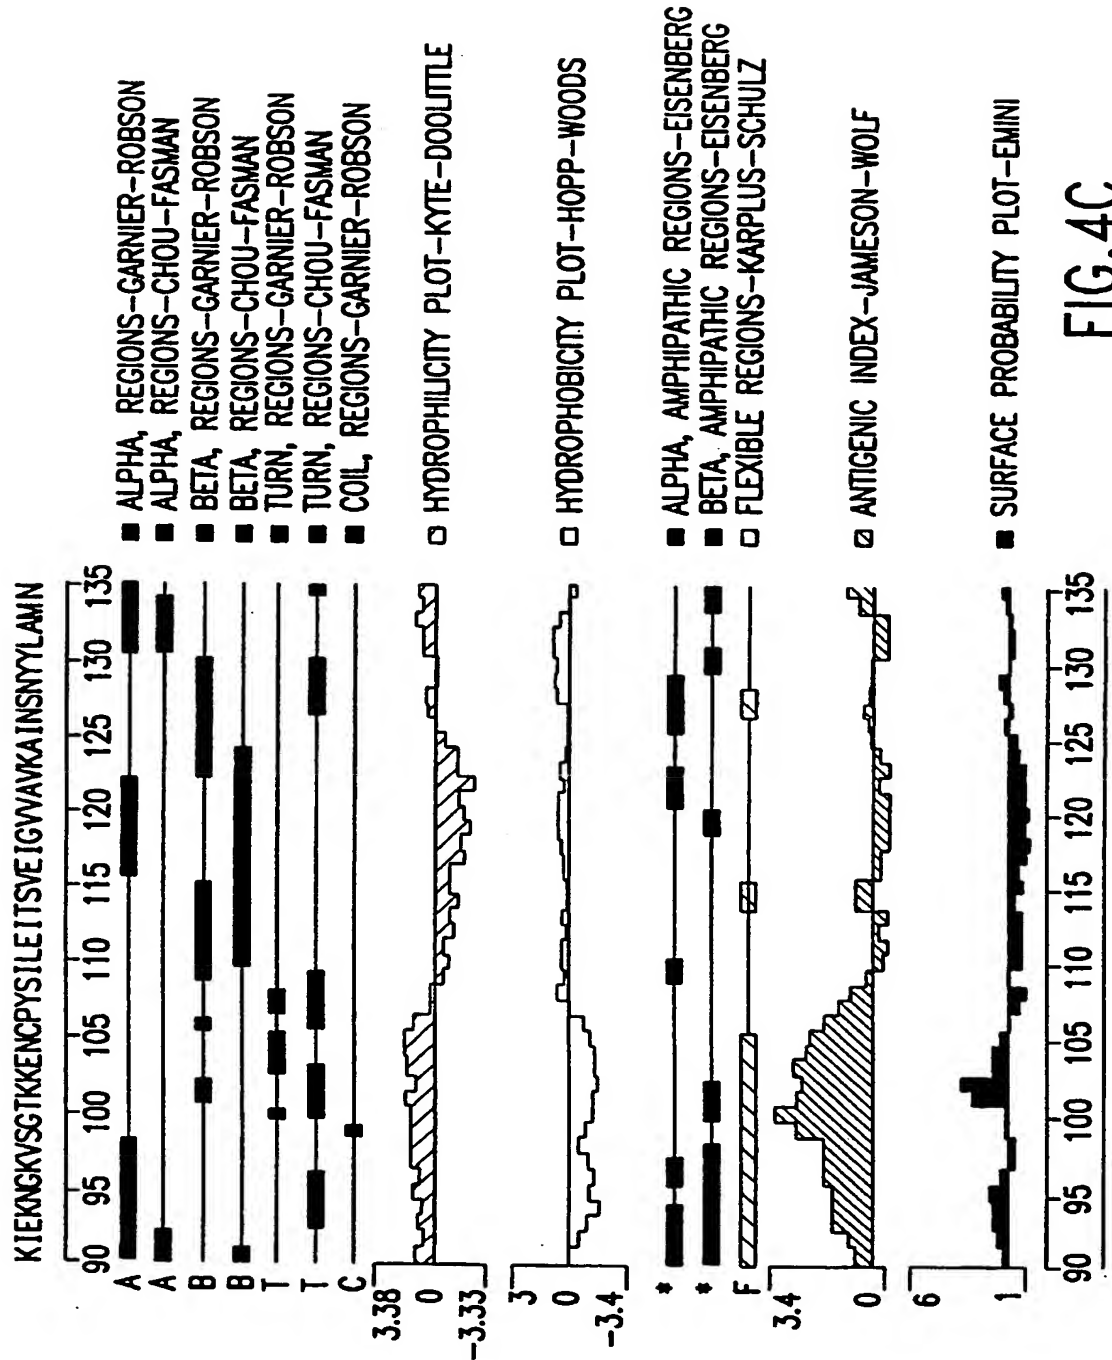 KIEKNGKVSGTKKENCPYSILEITSVEIGVVAVKAINSNYYLAMN
90 95 100 105 110 115 120 125 130 135
A ALPHA, REGIONS-GARNIER-ROBSON
A ALPHA, REGIONS-CHOU-FASMAN
B BETA, REGIONS-GARNIER-ROBSON
B BETA, REGIONS-CHOU-FASMAN
T TURN, REGIONS-GARNIER-ROBSON
T TURN, REGIONS-CHOU-FASMAN
C COIL, REGIONS-GARNIER-ROBSON
3.38
0 HYDROPHILICITY PLOT-KYTE-DOOLITTLE
-3.33
3
0 HYDROPHOBICITY PLOT-HOPP-WOODS
-3.4
* ALPHA, AMPHIPATHIC REGIONS-EISENBERG
* BETA, AMPHIPATHIC REGIONS-EISENBERG
F FLEXIBLE REGIONS-KARPLUS-SCHULZ
3.4
0 ANTIGENIC INDEX-JAMESON-WOLF
6
1 SURFACE PROBABILITY PLOT-EMINI
90 95 100 105 110 115 120 125 130 135
FIG.4C